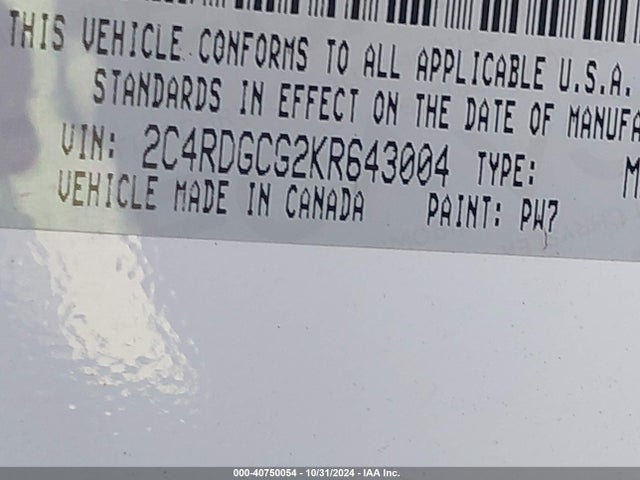 THIS VEHICLE CONFORMS TO ALL APPLICABLE U.S.A.
STANDARDS IN EFFECT ON THE DATE OF MANUFA
VIN: 2C4RDGCG2KR643004 TYPE: M
VEHICLE MADE IN CANADA PAINT: PW7
000-40750054 - 10/31/2024 - IAA Inc.